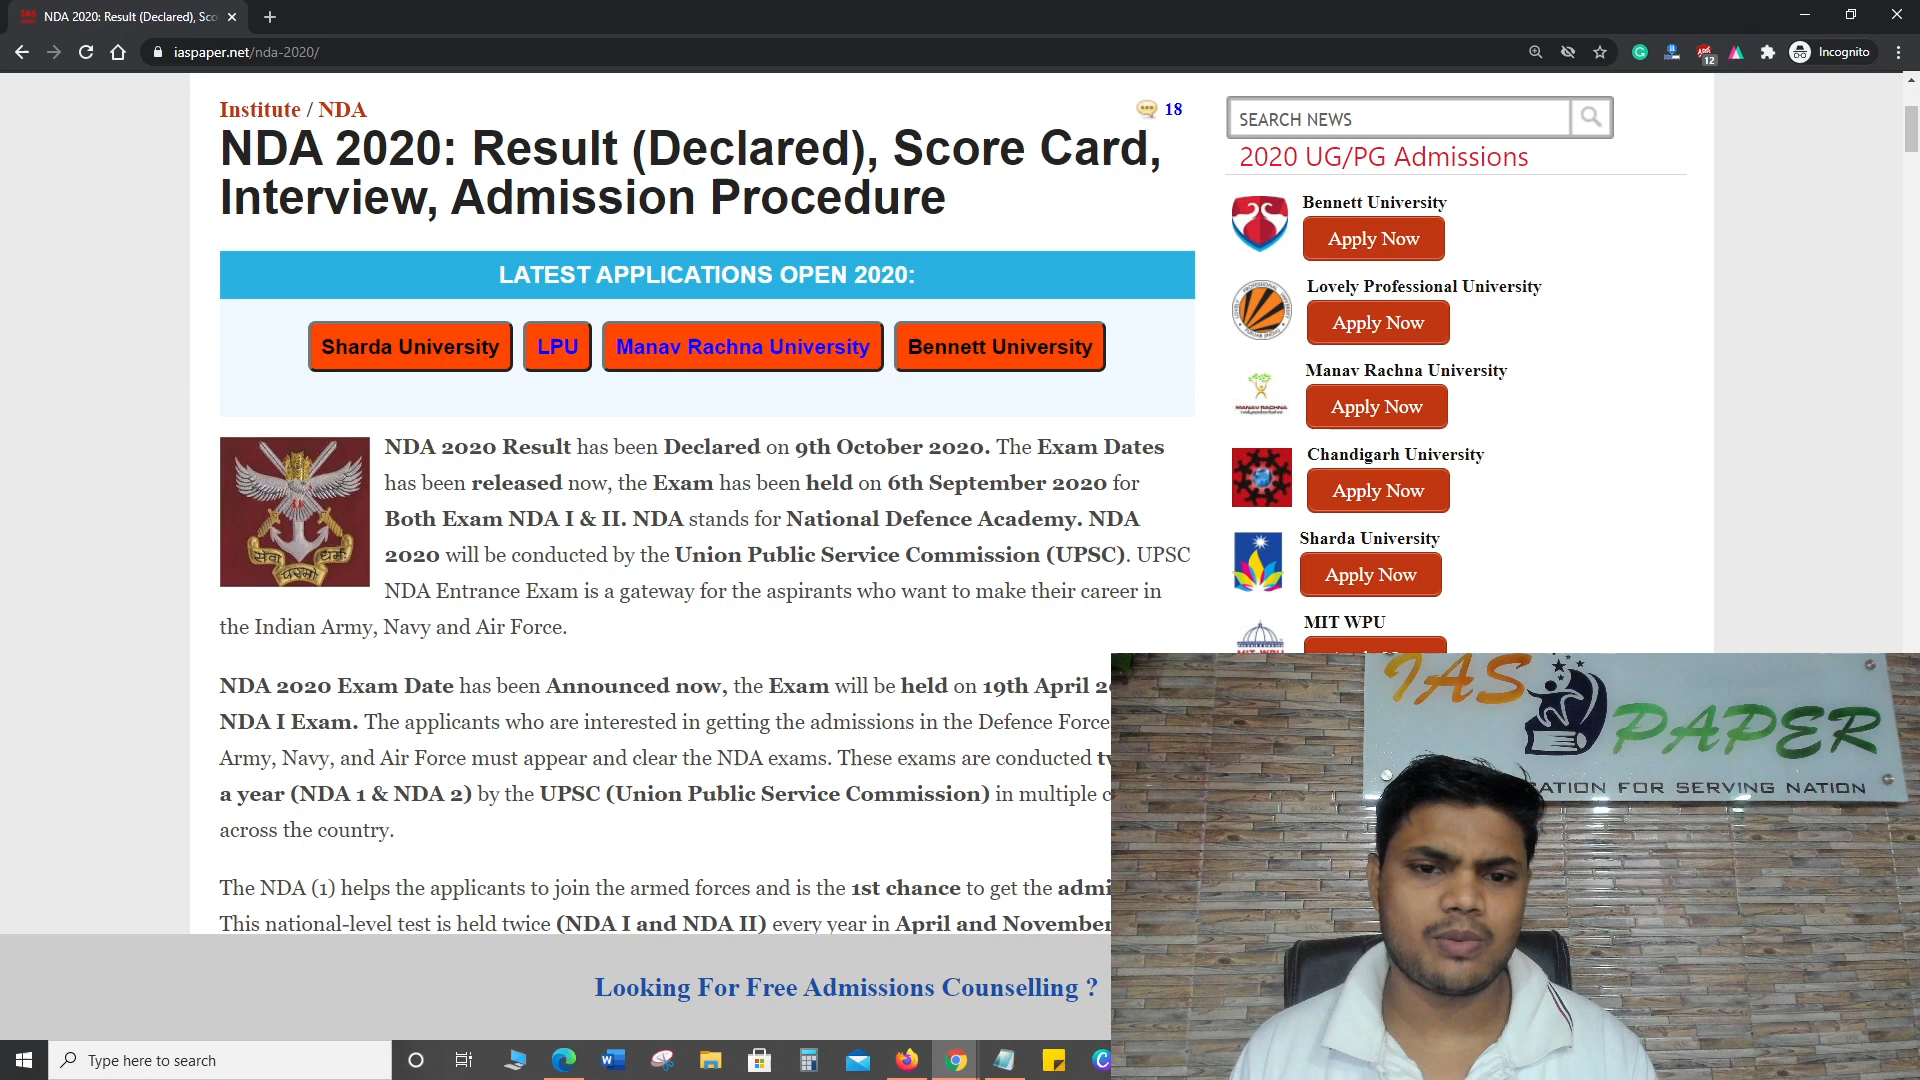 NDA 2020: Result (Declared), Sco
iaspaper.net/nda-2020/
12
Incognito
Institute / NDA
18
NDA 2020: Result (Declared), Score Card,
Interview, Admission Procedure
LATEST APPLICATIONS OPEN 2020:
Sharda University
LPU
Manav Rachna University
Bennett University
NDA 2020 Result has been Declared on 9th October 2020. The Exam Dates
has been released now, the Exam has been held on 6th September 2020 for
Both Exam NDA I & II. NDA stands for National Defence Academy. NDA
2020 will be conducted by the Union Public Service Commission (UPSC). UPSC
NDA Entrance Exam is a gateway for the aspirants who want to make their career in
the Indian Army, Navy and Air Force.
सेवा
परमो
धर्मः
NDA 2020 Exam Date has been Announced now, the Exam will be held on 19th April
NDA I Exam. The applicants who are interested in getting the admissions in the Defence Force
Army, Navy, and Air Force must appear and clear the NDA exams. These exams are conducted
a year (NDA 1 & NDA 2) by the UPSC (Union Public Service Commission) in multiple
across the country.
The NDA (1) helps the applicants to join the armed forces and is the 1st chance to get the
This national-level test is held twice (NDA I and NDA II) every year in April and November
Looking For Free Admissions Counselling ?
SEARCH NEWS
2020 UG/PG Admissions
Bennett University
Apply Now
Lovely Professional University
Apply Now
Manav Rachna University
Apply Now
Chandigarh University
Apply Now
Sharda University
Apply Now
MIT WPU
IAS
PAPER
FOR SERVING NATION
Type here to search